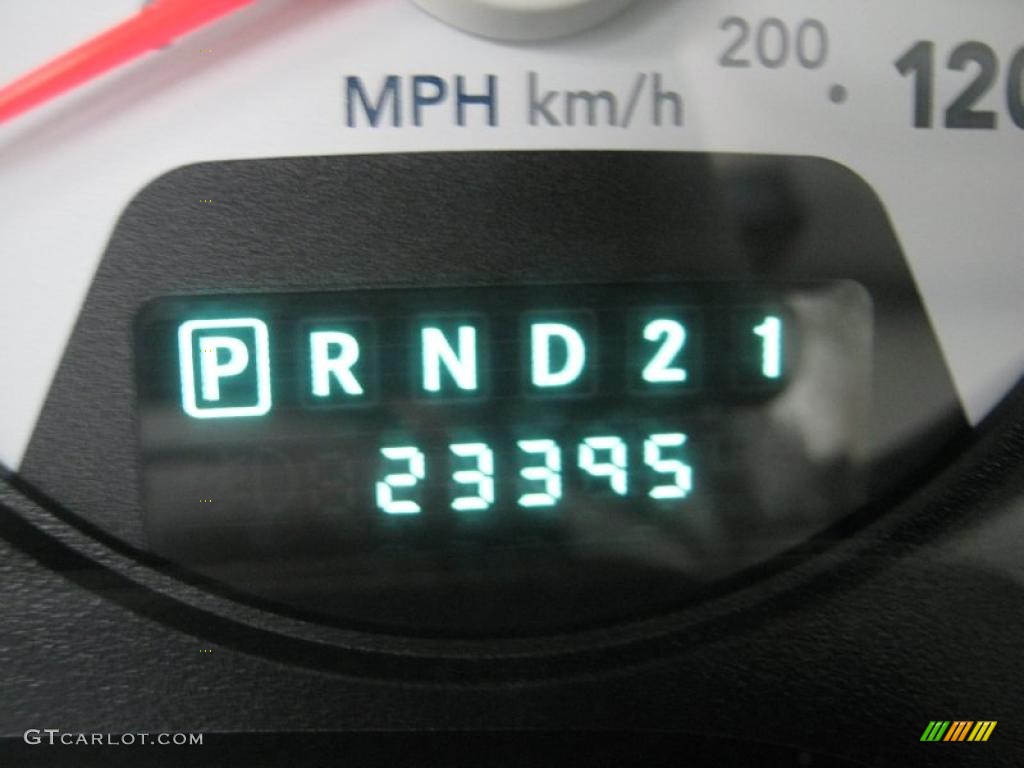 200
120
MPH km/h
P R N D 2 1
23395
GTCARLOT.COM